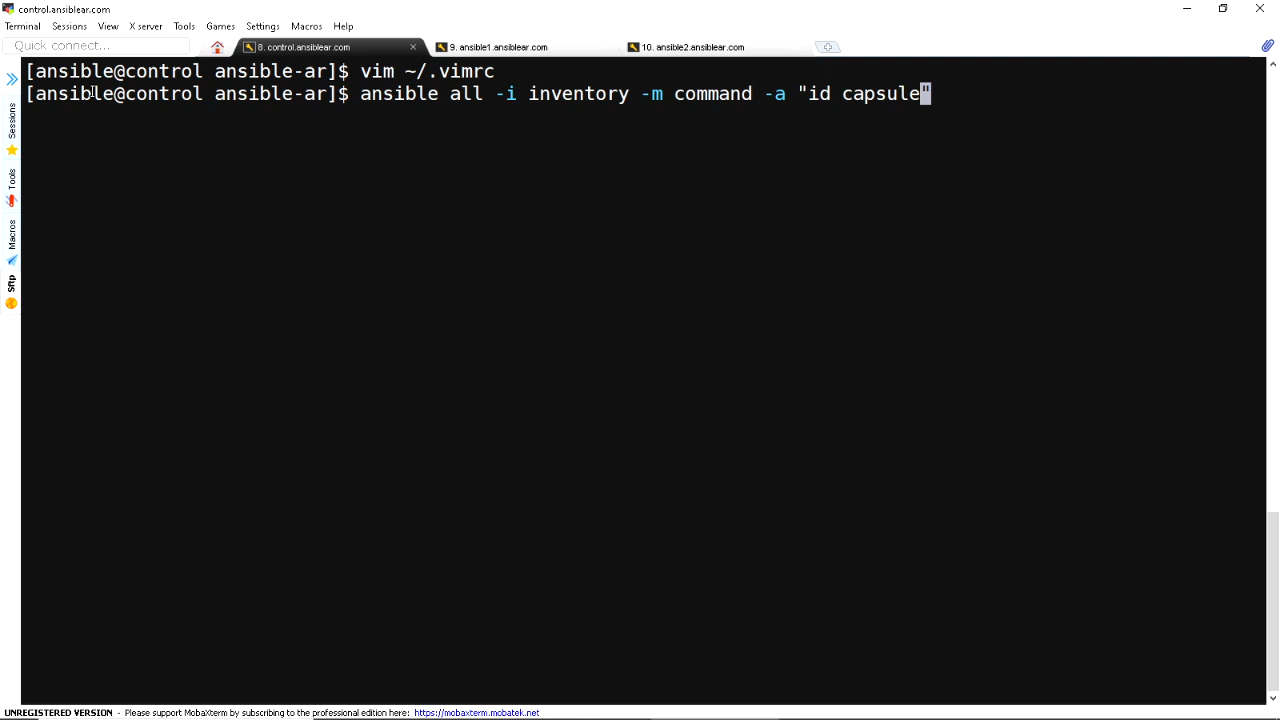 control.ansiblear.com
Terminal Sessions View X server Tools Games Settings Macros Help
Quick connect... 8. control.ansiblear.com 9. ansible1.ansiblear.com 10. ansible2.ansiblear.com
[ansible@control ansible-ar]$ vim ~/.vimrc
[ansible@control ansible-ar]$ ansible all -i inventory -m command -a "id capsule"
Sessions
Tools
Macros
Sftp
UNREGISTERED VERSION - Please support MobaXterm by subscribing to the professional edition here: https://mobaxterm.mobatek.net